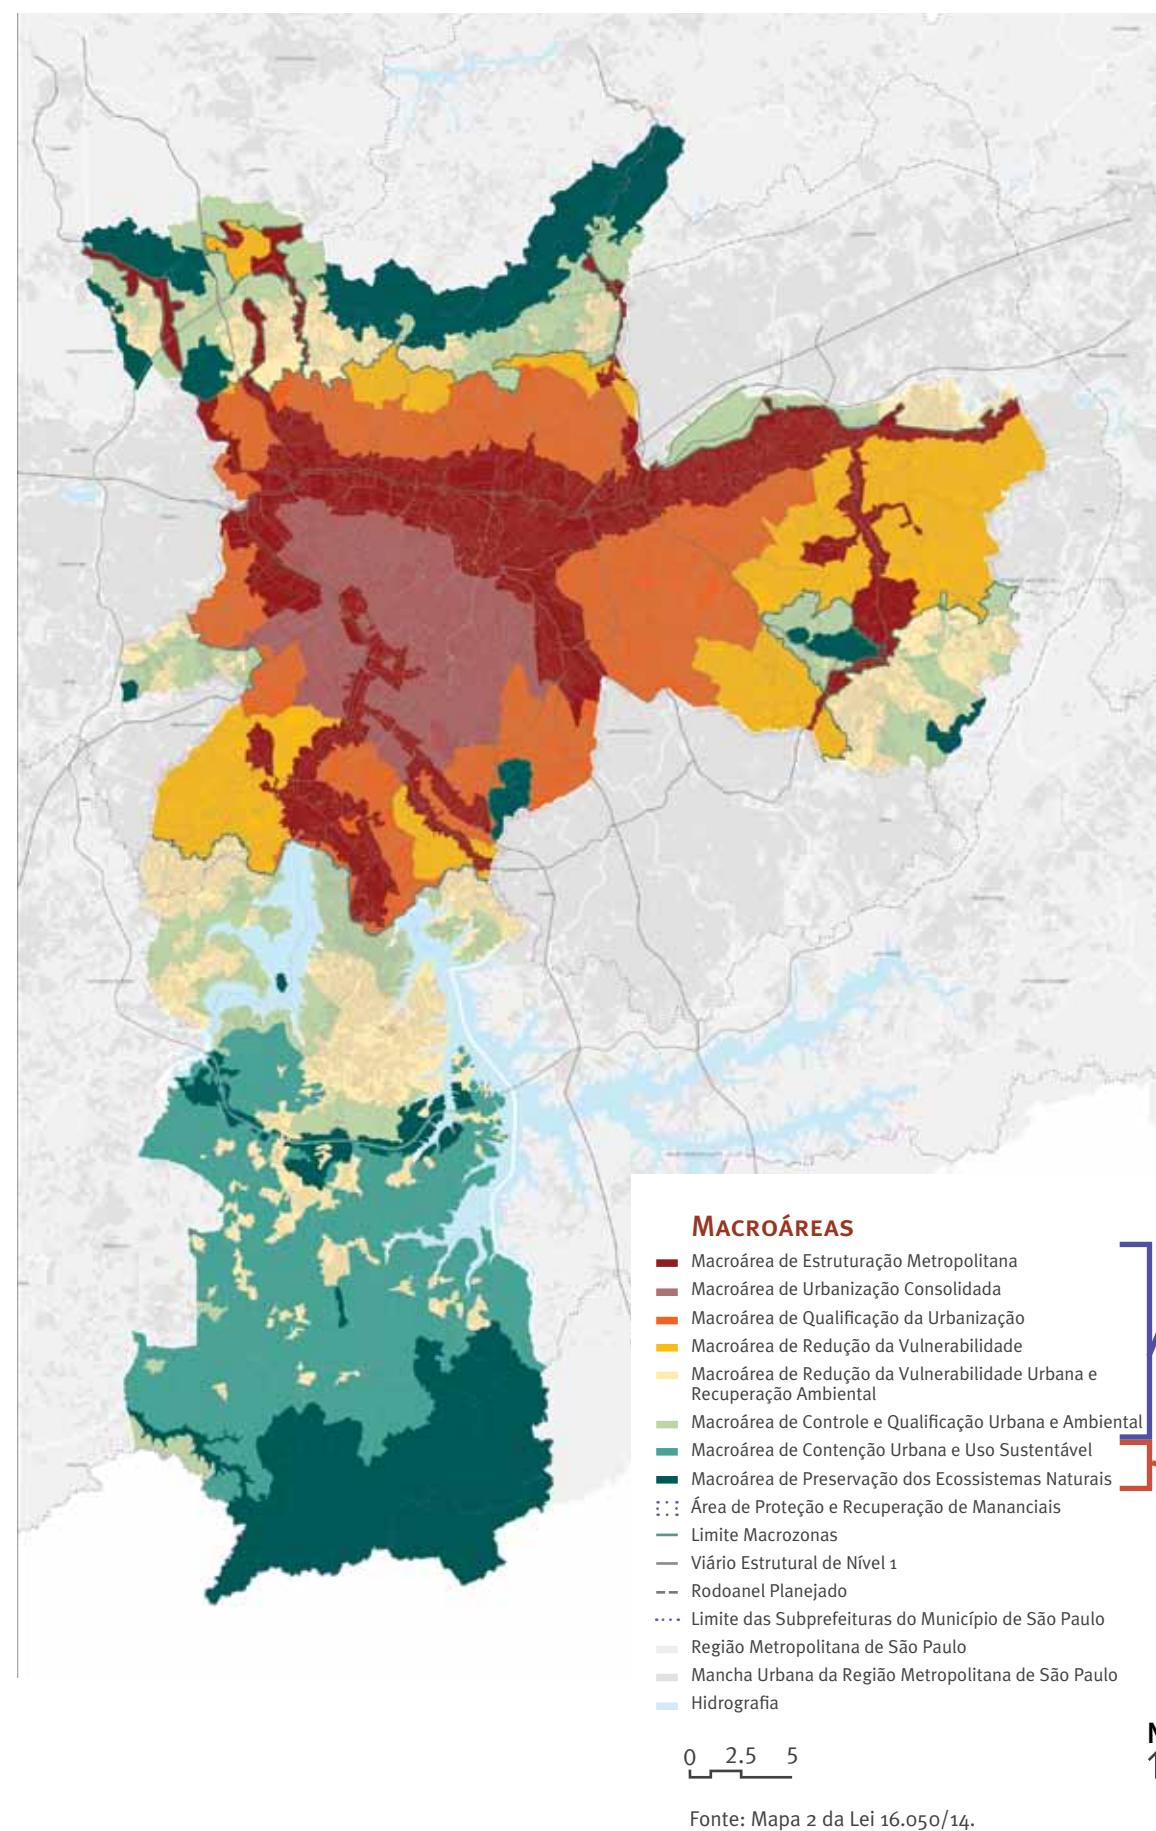 Macroáreas
Macroárea de Estruturação Metropolitana
Macroárea de Urbanização Consolidada
Macroárea de Qualificação da Urbanização
Macroárea de Redução da Vulnerabilidade
Macroárea de Redução da Vulnerabilidade Urbana e
Recuperação Ambiental
Macroárea de Controle e Qualificação Urbana e Ambiental
Macroárea de Contenção Urbana e Uso Sustentável
Macroárea de Preservação dos Ecossistemas Naturais
Área de Proteção e Recuperação de Mananciais
Limite Macrozonas
Viário Estrutural de Nível 1
Rodoanel Planejado
Limite das Subprefeituras do Município de São Paulo
Região Metropolitana de São Paulo
Mancha Urbana da Região Metropolitana de São Paulo
Hidrografia
0 2.5 5
Fonte: Mapa 2 da Lei 16.050/14.